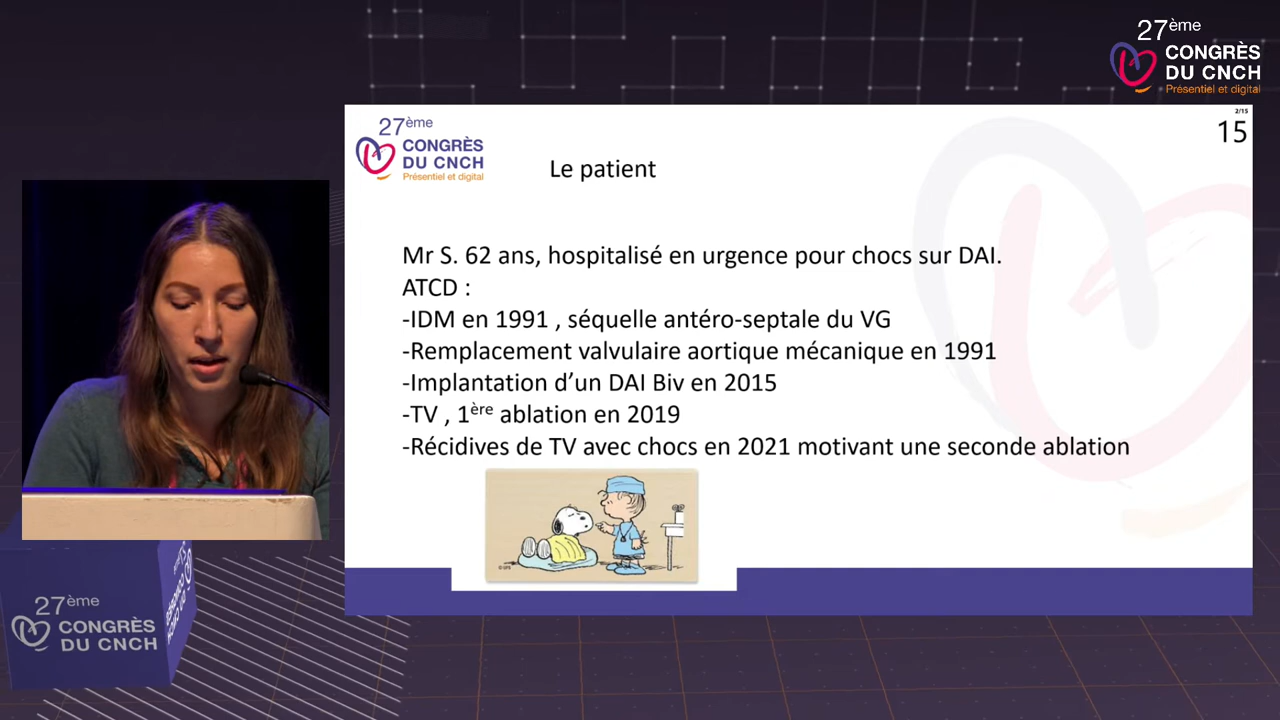 27ème
CONGRÈS
DU CNCH
Présentiel et digital
27ème
CONGRÈS
DU CNCH
Présentiel et digital
2/15
15
Le patient
Mr S. 62 ans, hospitalisé en urgence pour chocs sur DAI.
ATCD :
-IDM en 1991 , séquelle antéro-septale du VG
-Remplacement valvulaire aortique mécanique en 1991
-Implantation d’un DAI Biv en 2015
-TV , 1ère ablation en 2019
-Récidives de TV avec chocs en 2021 motivant une seconde ablation
27ème
CONGRÈS
DU CNCH